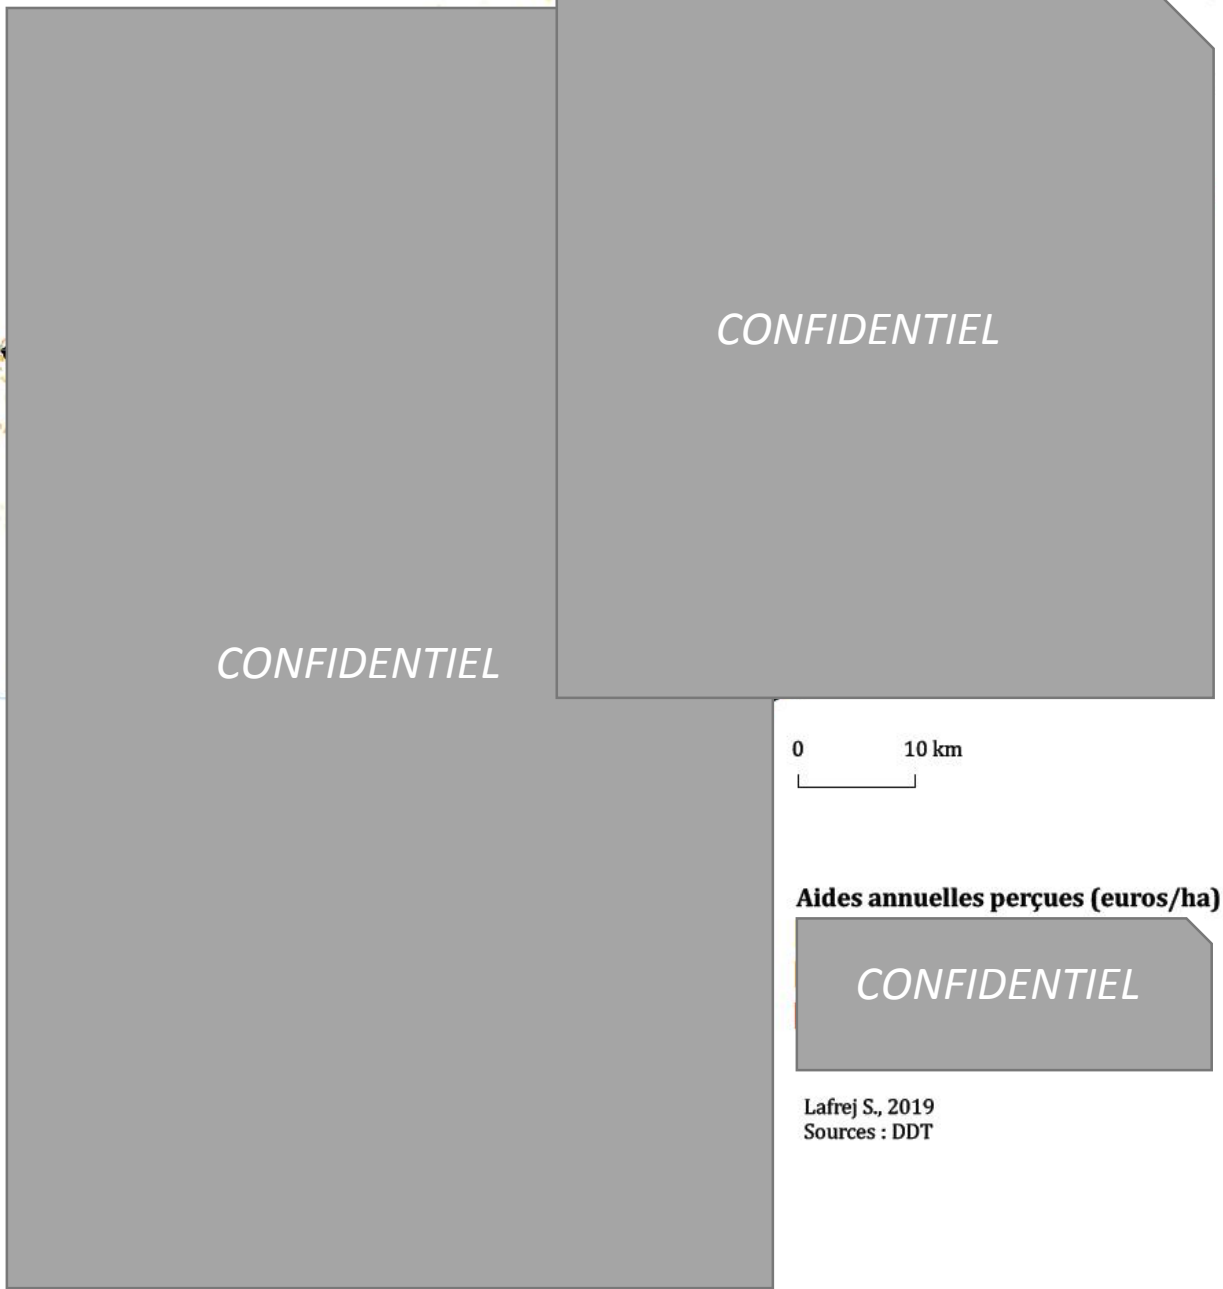 CONFIDENTIEL
CONFIDENTIEL
0 10 km
Aides annuelles perçues (euros/ha)
CONFIDENTIEL
Lafrej S., 2019
Sources : DDT